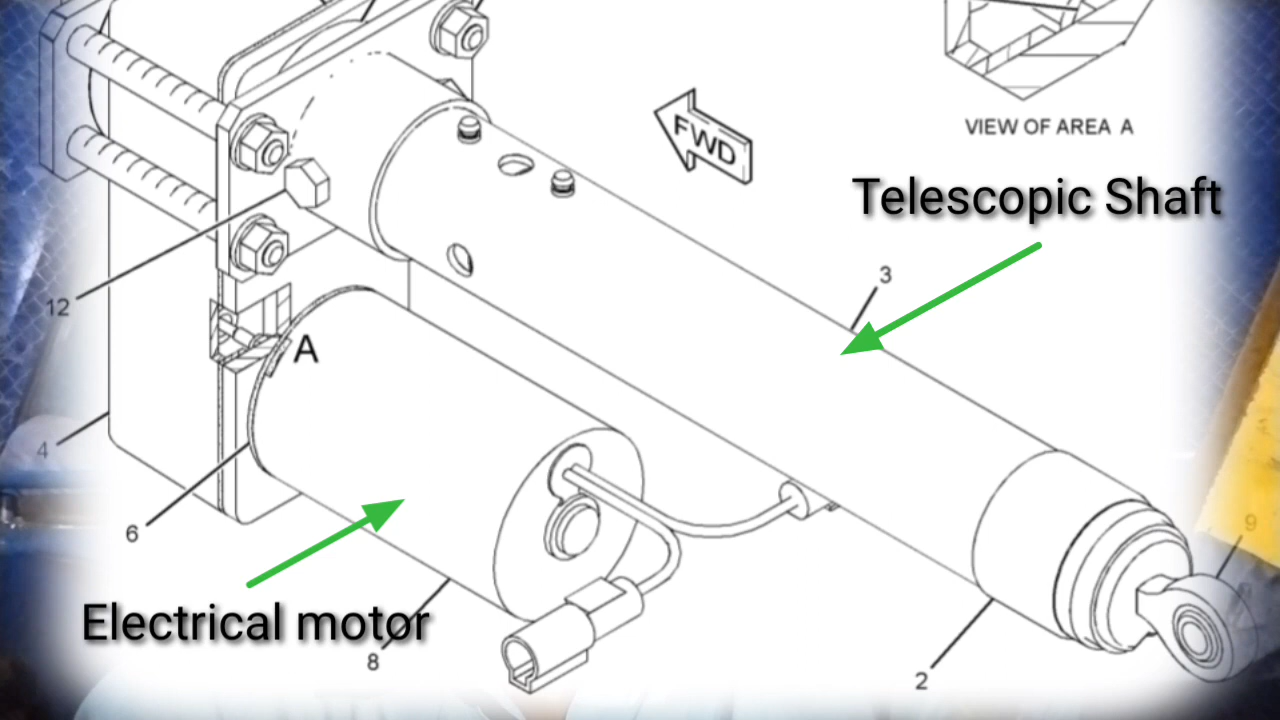 FWD
VIEW OF AREA A
Telescopic Shaft
3
12
A
4
6
9
Electrical motor
8
2